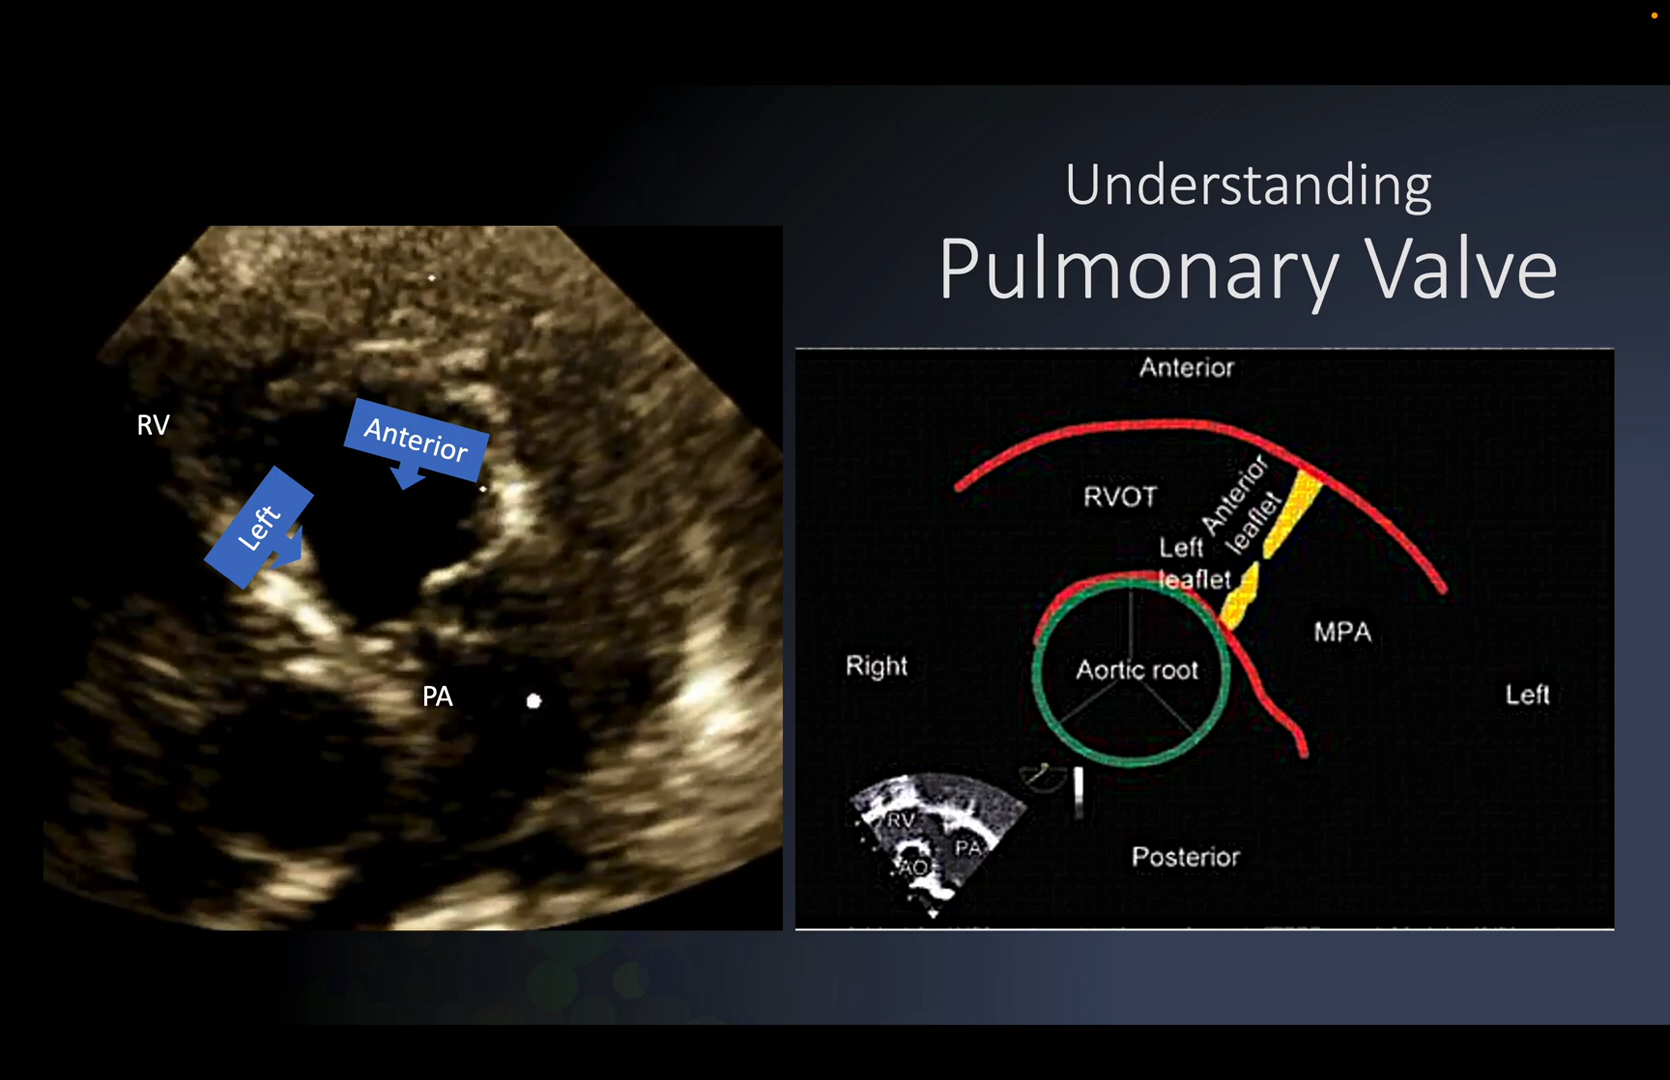 Understanding
Pulmonary Valve
RV
Anterior
Left
PA
Anterior
RVOT
Anterior
leaflet
Left
leaflet
MPA
Right
Aortic root
Left
RV
PA
AO
Posterior